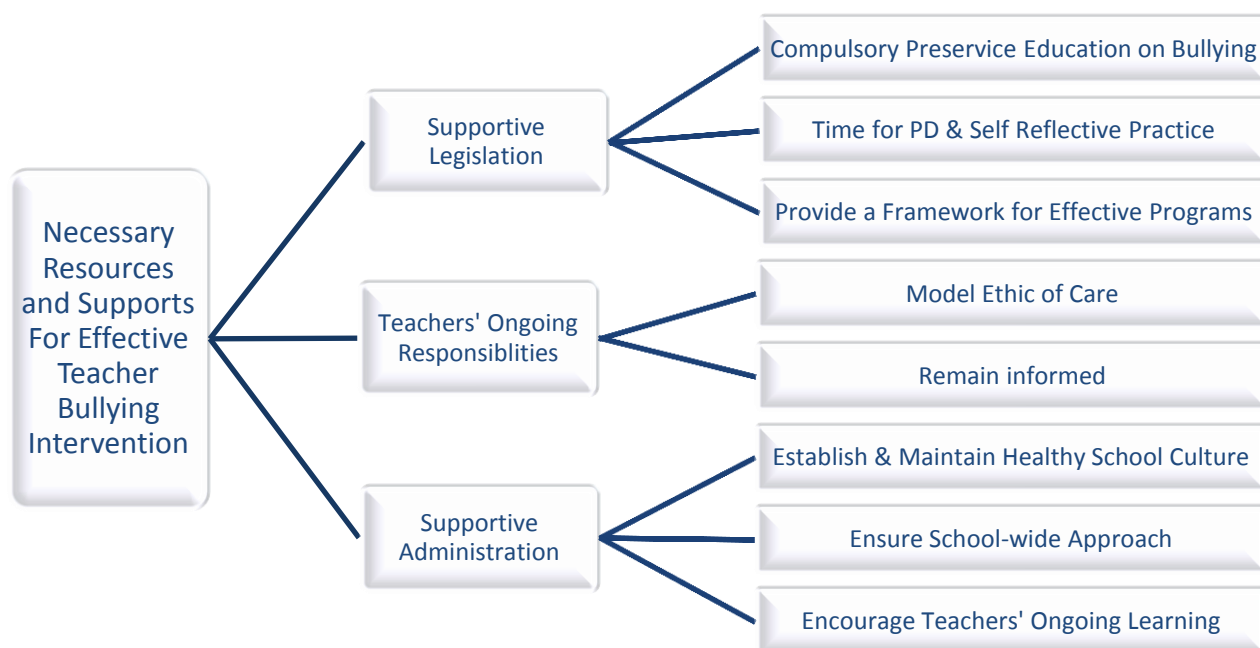 Necessary
Resources
and Supports
For Effective
Teacher
Bullying
Intervention
Supportive
Legislation
Compulsory Preservice Education on Bullying
Time for PD & Self Reflective Practice
Provide a Framework for Effective Programs
Teachers' Ongoing
Responsiblities
Model Ethic of Care
Remain informed
Supportive
Administration
Establish & Maintain Healthy School Culture
Ensure School-wide Approach
Encourage Teachers' Ongoing Learning